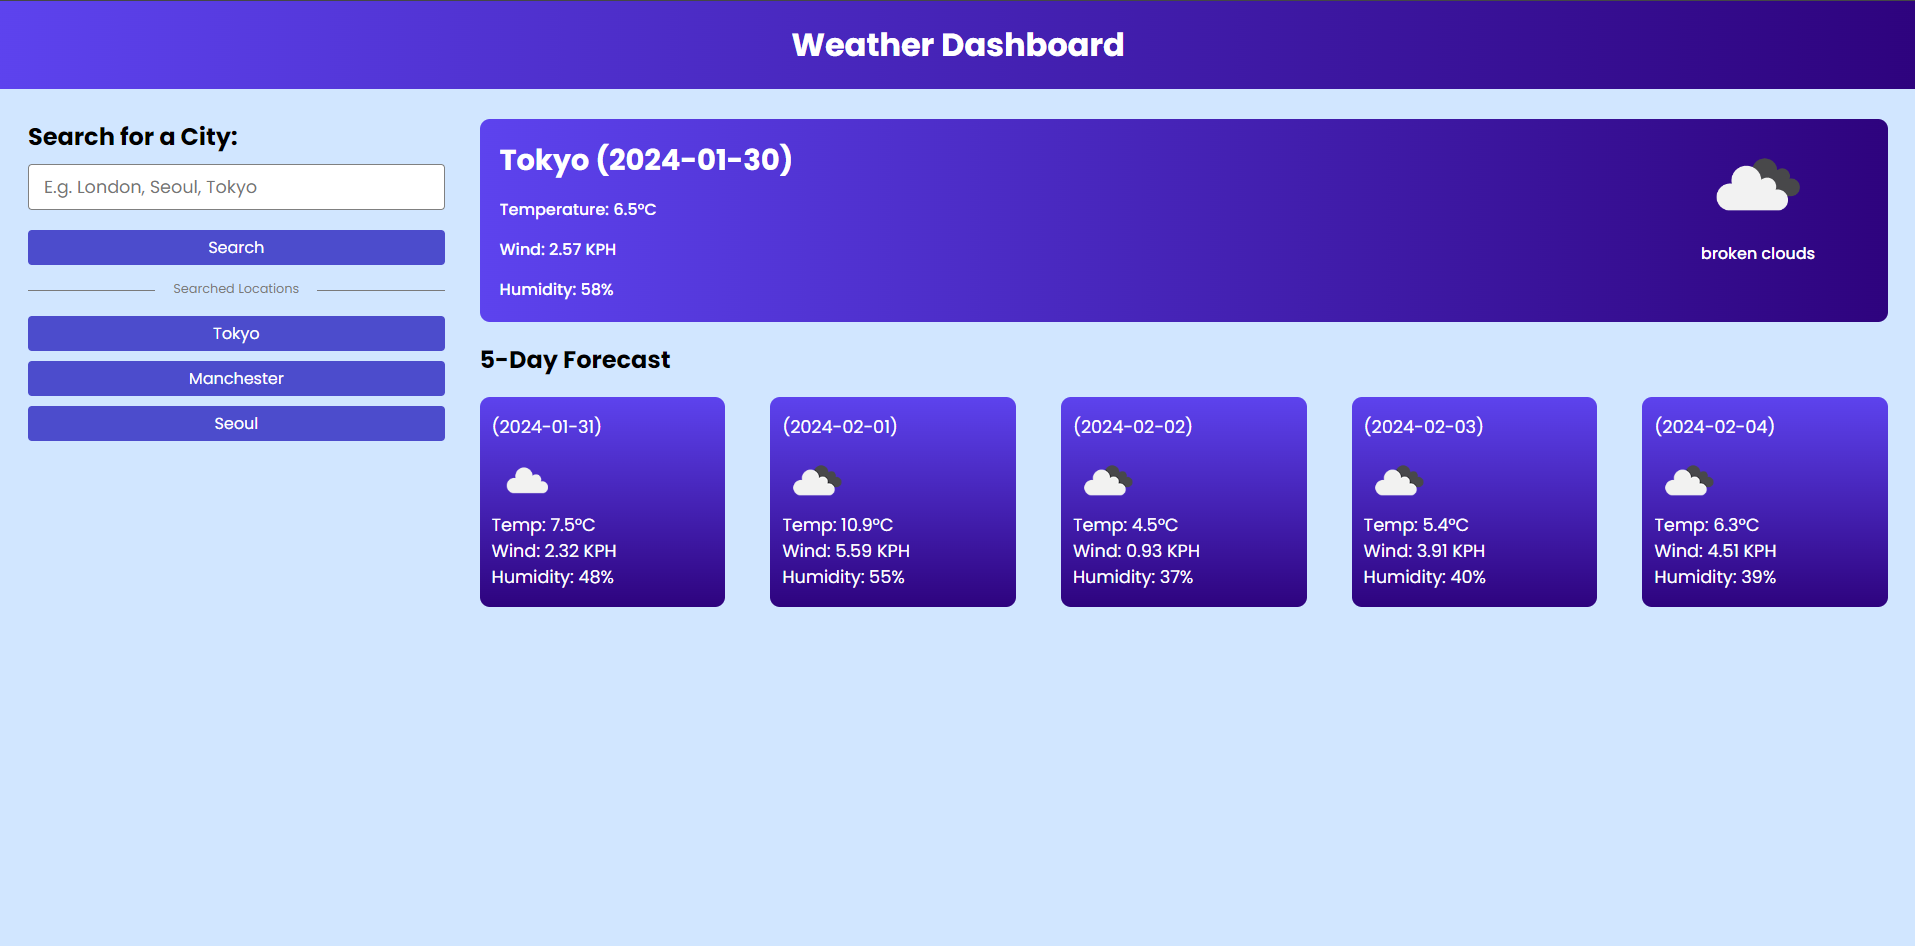 Weather Dashboard
Search for a City:
E.g. London, Seoul, Tokyo
Search
Searched Locations
Tokyo
Manchester
Seoul
Tokyo (2024-01-30)
Temperature: 6.5°C
Wind: 2.57 KPH
Humidity: 58%
broken clouds
5-Day Forecast
(2024-01-31)
Temp: 7.5°C
Wind: 2.32 KPH
Humidity: 48%
(2024-02-01)
Temp: 10.9°C
Wind: 5.59 KPH
Humidity: 55%
(2024-02-02)
Temp: 4.5°C
Wind: 0.93 KPH
Humidity: 37%
(2024-02-03)
Temp: 5.4°C
Wind: 3.91 KPH
Humidity: 40%
(2024-02-04)
Temp: 6.3°C
Wind: 4.51 KPH
Humidity: 39%